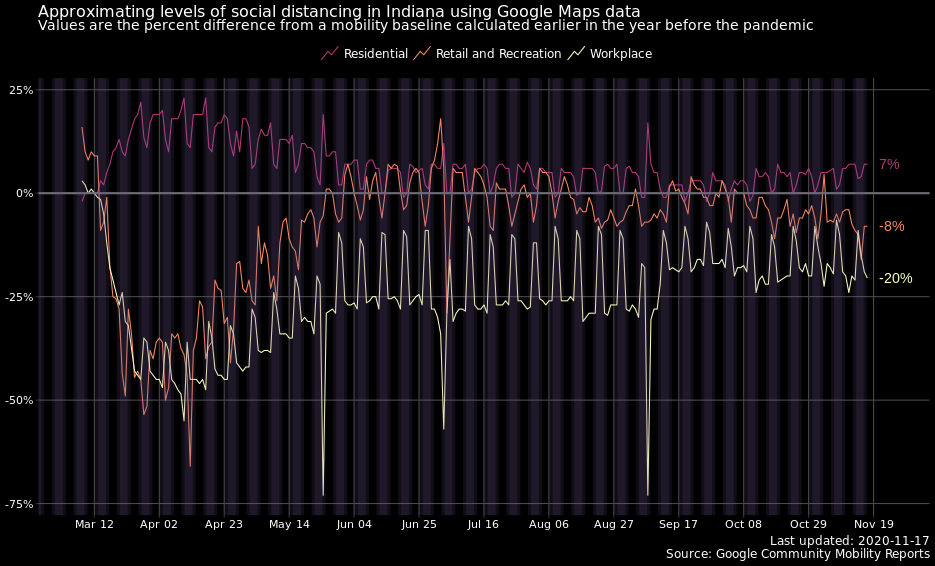 Approximating levels of social distancing in Indiana using Google Maps data
Values are the percent difference from a mobility baseline calculated earlier in the year before the pandemic
Residential Retail and Recreation Workplace
25%
0%
-25%
-50%
-75%
7%
-8%
-20%
Mar 12 Apr 02 Apr 23 May 14 Jun 04 Jun 25 Jul 16 Aug 06 Aug 27 Sep 17 Oct 08 Oct 29 Nov 19
Last updated: 2020-11-17
Source: Google Community Mobility Reports